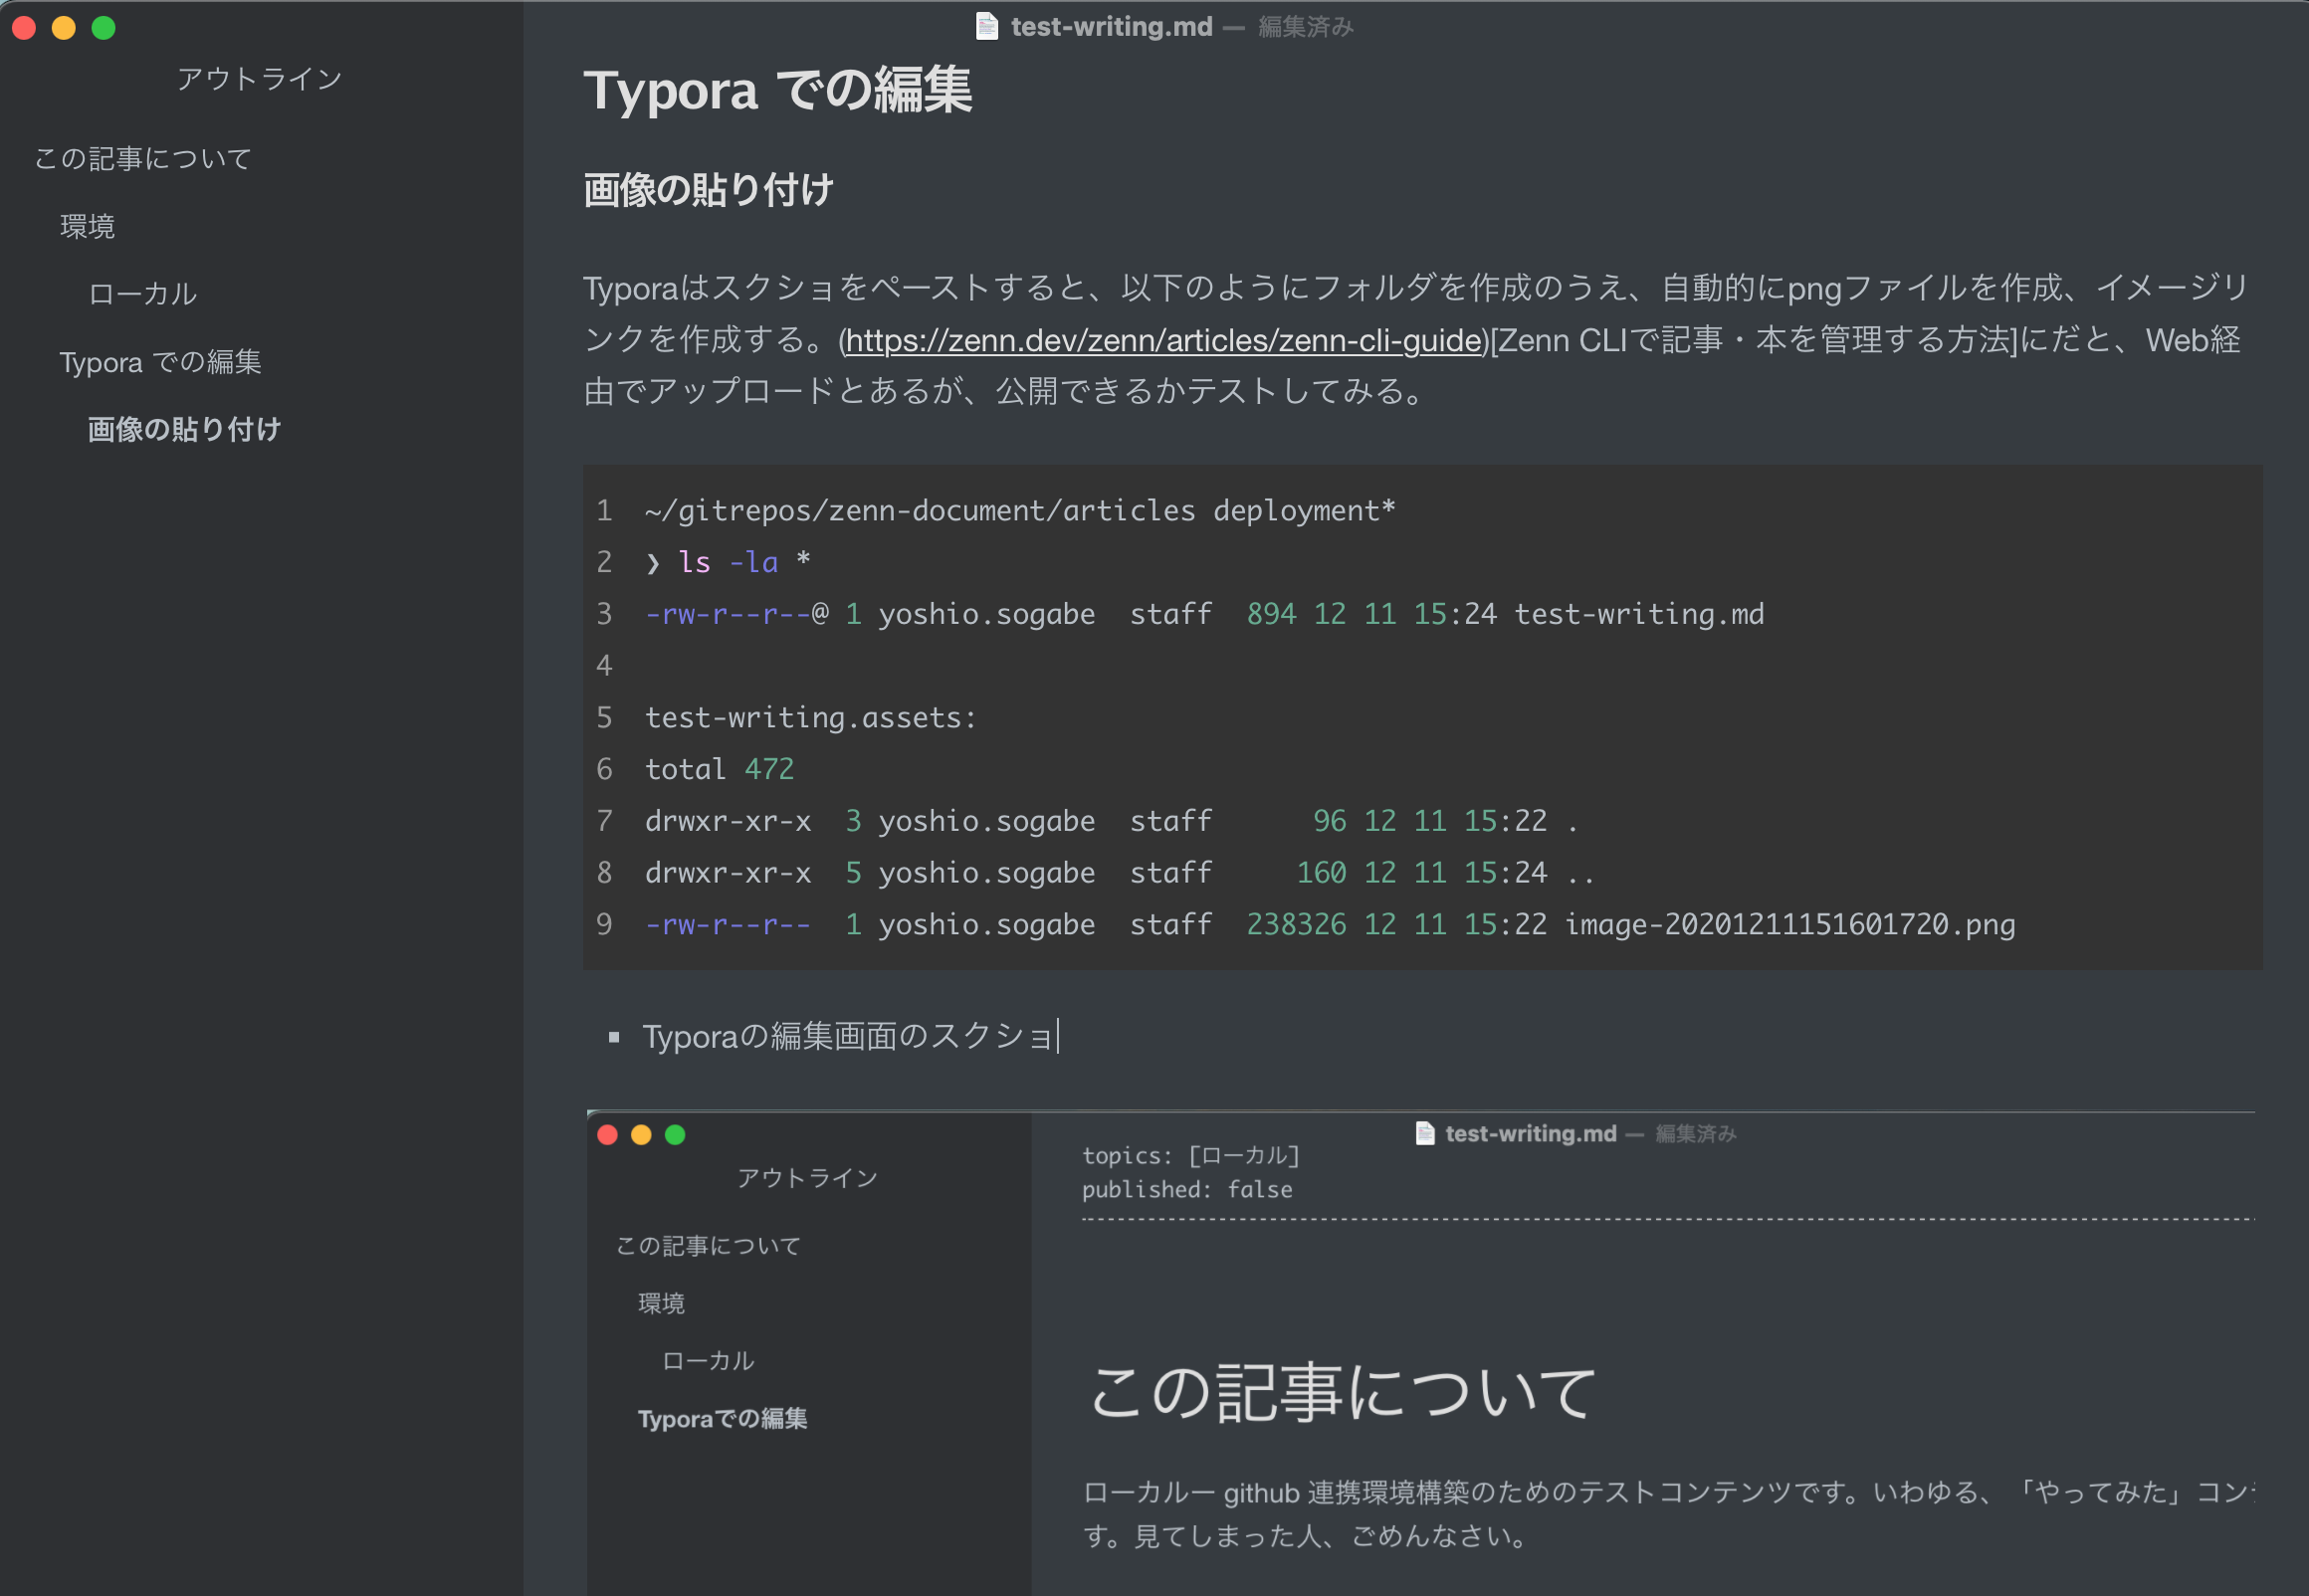 test-writing.md — 編集済み
アウトライン
この記事について
環境
ローカル
Typora での編集
画像の貼り付け
Typora での編集
画像の貼り付け
Typoraはスクショをペーストすると、以下のようにフォルダを作成のうえ、自動的にpngファイルを作成、イメージリ
ンクを作成する。(https://zenn.dev/zenn/articles/zenn-cli-guide)[Zenn CLIで記事・本を管理する方法]にだと、Web経
由でアップロードとあるが、公開できるかテストしてみる。
1 ~/gitrepos/zenn-document/articles deployment*
2 ❯ ls -la *
3 -rw-r--r--@ 1 yoshio.sogabe  staff  894 12 11 15:24 test-writing.md
4
5 test-writing.assets:
6 total 472
7 drwxr-xr-x  3 yoshio.sogabe  staff      96 12 11 15:22 .
8 drwxr-xr-x  5 yoshio.sogabe  staff     160 12 11 15:24 ..
9 -rw-r--r--  1 yoshio.sogabe  staff  238326 12 11 15:22 image-20201211151601720.png
▪ Typoraの編集画面のスクショ
test-writing.md — 編集済み
アウトライン
この記事について
環境
ローカル
Typoraでの編集
topics: [ローカル]
published: false
この記事について
ローカルー github 連携環境構築のためのテストコンテンツです。いわゆる、「やってみた」コン
す。見てしまった人、ごめんなさい。